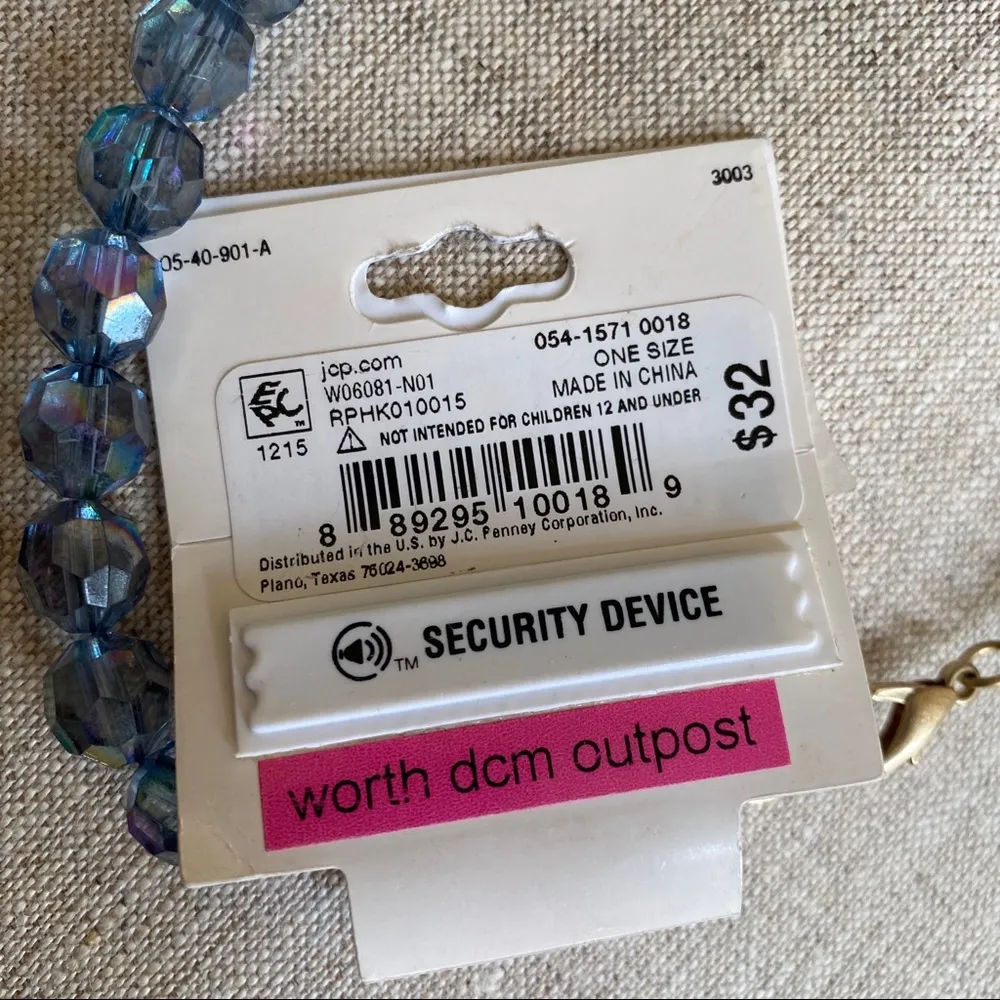 3003
05-40-901-A
jcp.com
W06081-N01
RPHK010015
054-1571 0018
ONE SIZE
MADE IN CHINA
$32
EPC™
1215
NOT INTENDED FOR CHILDREN 12 AND UNDER
8 89295 10018 9
Distributed in the U.S. by J.C. Penney Corporation, Inc.
Plano, Texas 75024-3698
TM SECURITY DEVICE
worth dcm outpost